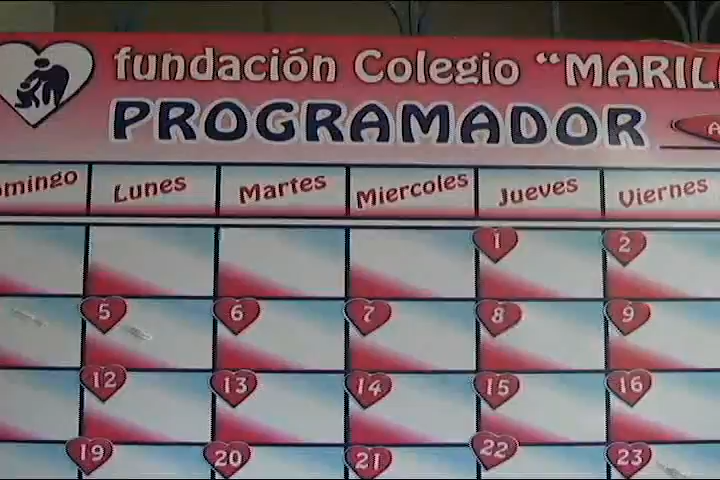 fundación Colegio "MARIL
PROGRAMADOR
omingo Lunes Martes Miercoles Jueves Viernes
1 2
5 6 7 8 9
12 13 14 15 16
19 20 21 22 23